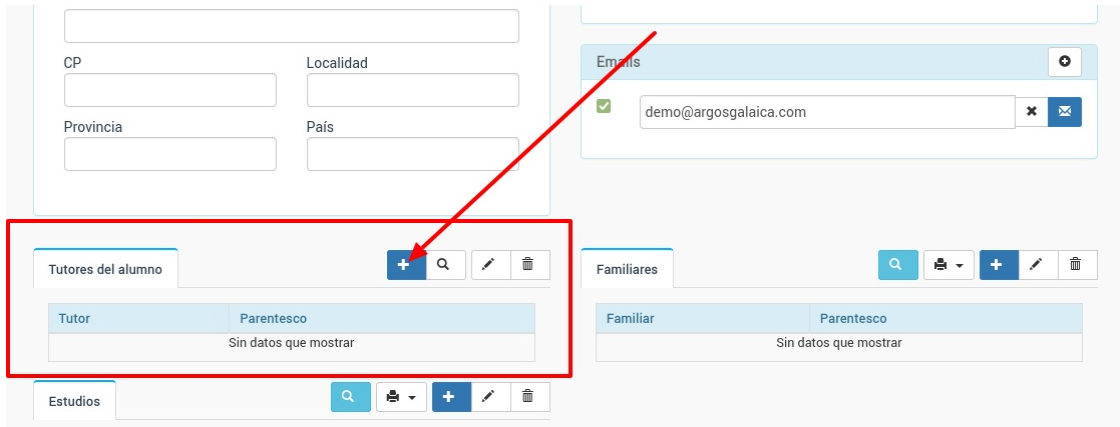 CP
Localidad
Provincia
País
Emails
demo@argosgalaica.com
Tutores del alumno
Tutor
Parentesco
Sin datos que mostrar
Familiares
Familiar
Parentesco
Sin datos que mostrar
Estudios